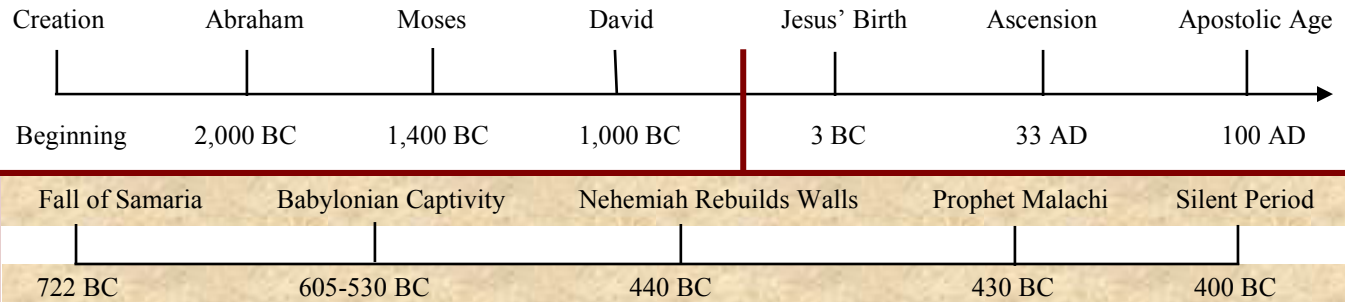 Creation Abraham Moses David Jesus’ Birth Ascension Apostolic Age
Beginning 2,000 BC 1,400 BC 1,000 BC 3 BC 33 AD 100 AD
Fall of Samaria Babylonian Captivity Nehemiah Rebuilds Walls Prophet Malachi Silent Period
722 BC 605-530 BC 440 BC 430 BC 400 BC